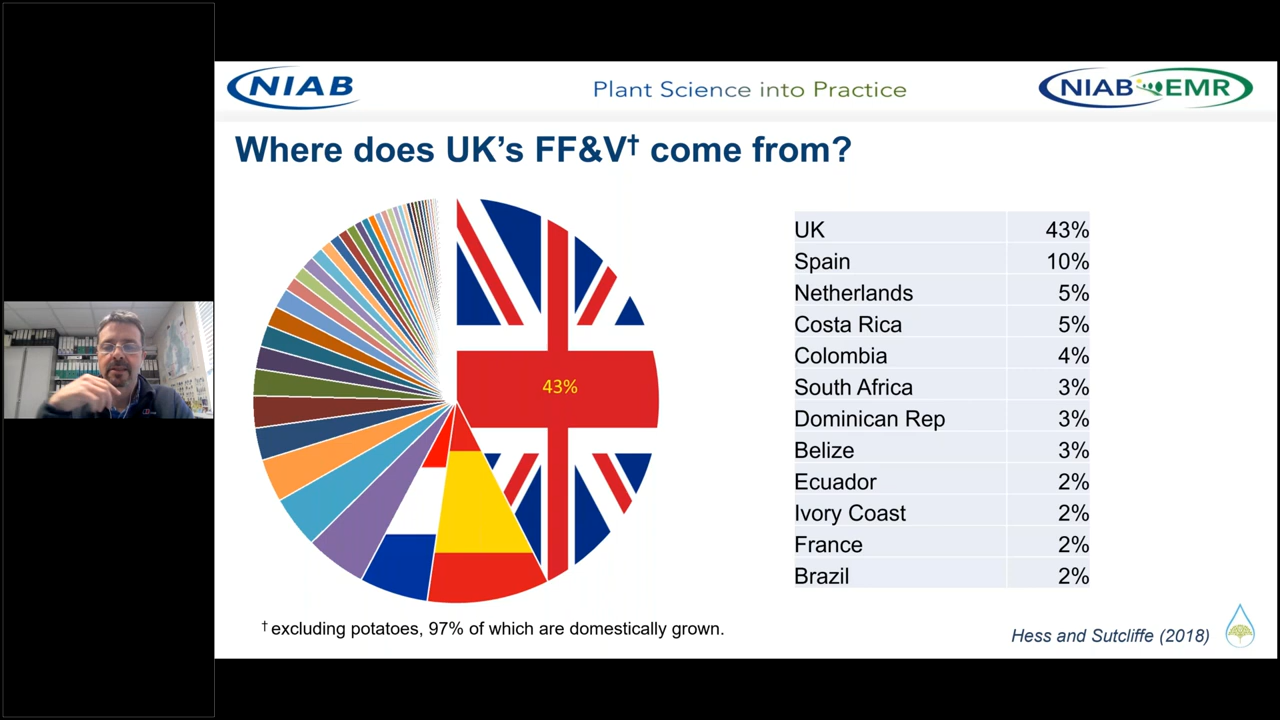 NIAB
Plant Science into Practice
NIAB EMR
Where does UK's FF&V† come from?
43%
UK 43%
Spain 10%
Netherlands 5%
Costa Rica 5%
Colombia 4%
South Africa 3%
Dominican Rep 3%
Belize 3%
Ecuador 2%
Ivory Coast 2%
France 2%
Brazil 2%
† excluding potatoes, 97% of which are domestically grown.
Hess and Sutcliffe (2018)